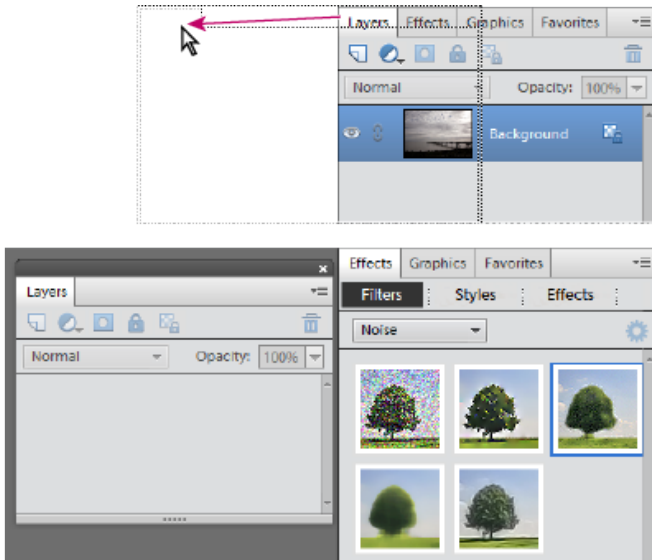 Layers Effects Graphics Favorites
Normal Opacity: 100%
Background
Layers
Normal Opacity: 100%
Effects Graphics Favorites
Filters Styles Effects
Noise